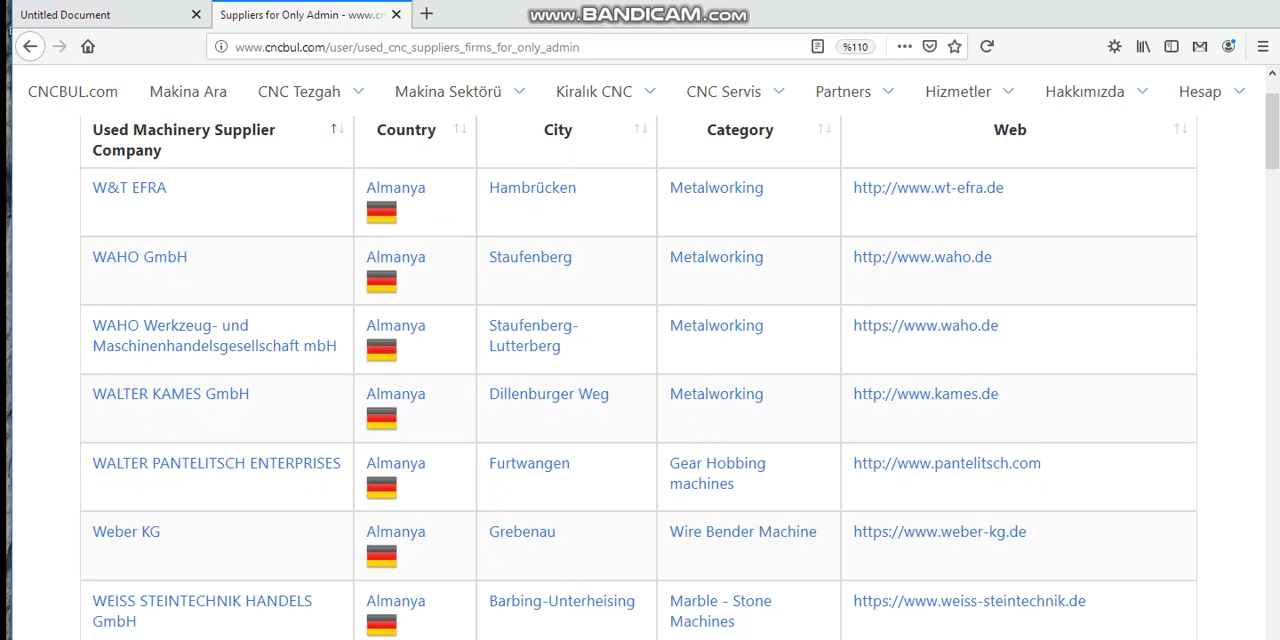 Untitled Document
Suppliers for Only Admin - www.cn
www.BANDICAM.com
www.cncbul.com/user/used_cnc_suppliers_firms_for_only_admin
%110
CNCBUL.com Makina Ara CNC Tezgah Makina Sektörü Kiralık CNC CNC Servis Partners Hizmetler Hakkımızda Hesap
Used Machinery Supplier Company Country City Category Web
W&T EFRA Almanya Hambrücken Metalworking http://www.wt-efra.de
WAHO GmbH Almanya Staufenberg Metalworking http://www.waho.de
WAHO Werkzeug- und Almanya Staufenberg- Metalworking https://www.waho.de
Maschinenhandelsgesellschaft mbH Lutterberg
WALTER KAMES GmbH Almanya Dillenburger Weg Metalworking http://www.kames.de
WALTER PANTELITSCH ENTERPRISES Almanya Furtwangen Gear Hobbing http://www.pantelitsch.com
machines
Weber KG Almanya Grebenau Wire Bender Machine https://www.weber-kg.de
WEISS STEINTECHNIK HANDELS Almanya Barbing-Unterheising Marble - Stone https://www.weiss-steintechnik.de
GmbH Machines